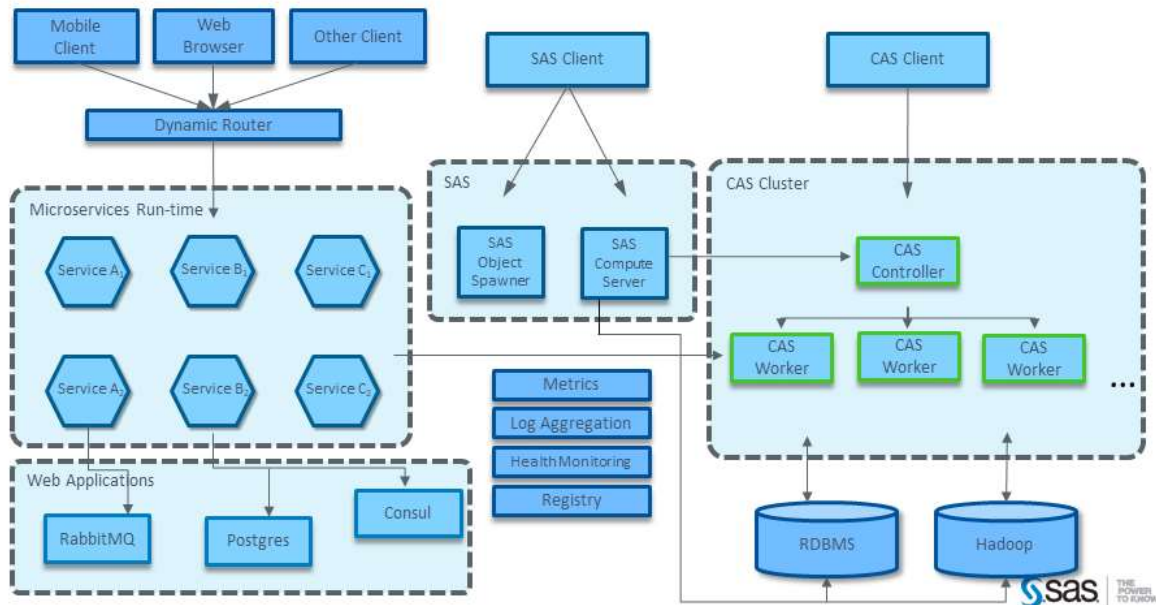 Mobile
Client
Web
Browser
Other Client
SAS Client
CAS Client
Dynamic Router
Microservices Run-time
Service A₁
Service B₁
Service C₁
Service A₂
Service B₂
Service C₂
SAS
SAS
Object
Spawner
SAS
Compute
Server
CAS Cluster
CAS
Controller
CAS
Worker
CAS
Worker
CAS
Worker
...
Metrics
Log Aggregation
HealthMonitoring
Registry
Web Applications
RabbitMQ
Postgres
Consul
RDBMS
Hadoop
sas
THE
POWER
TO KNOW